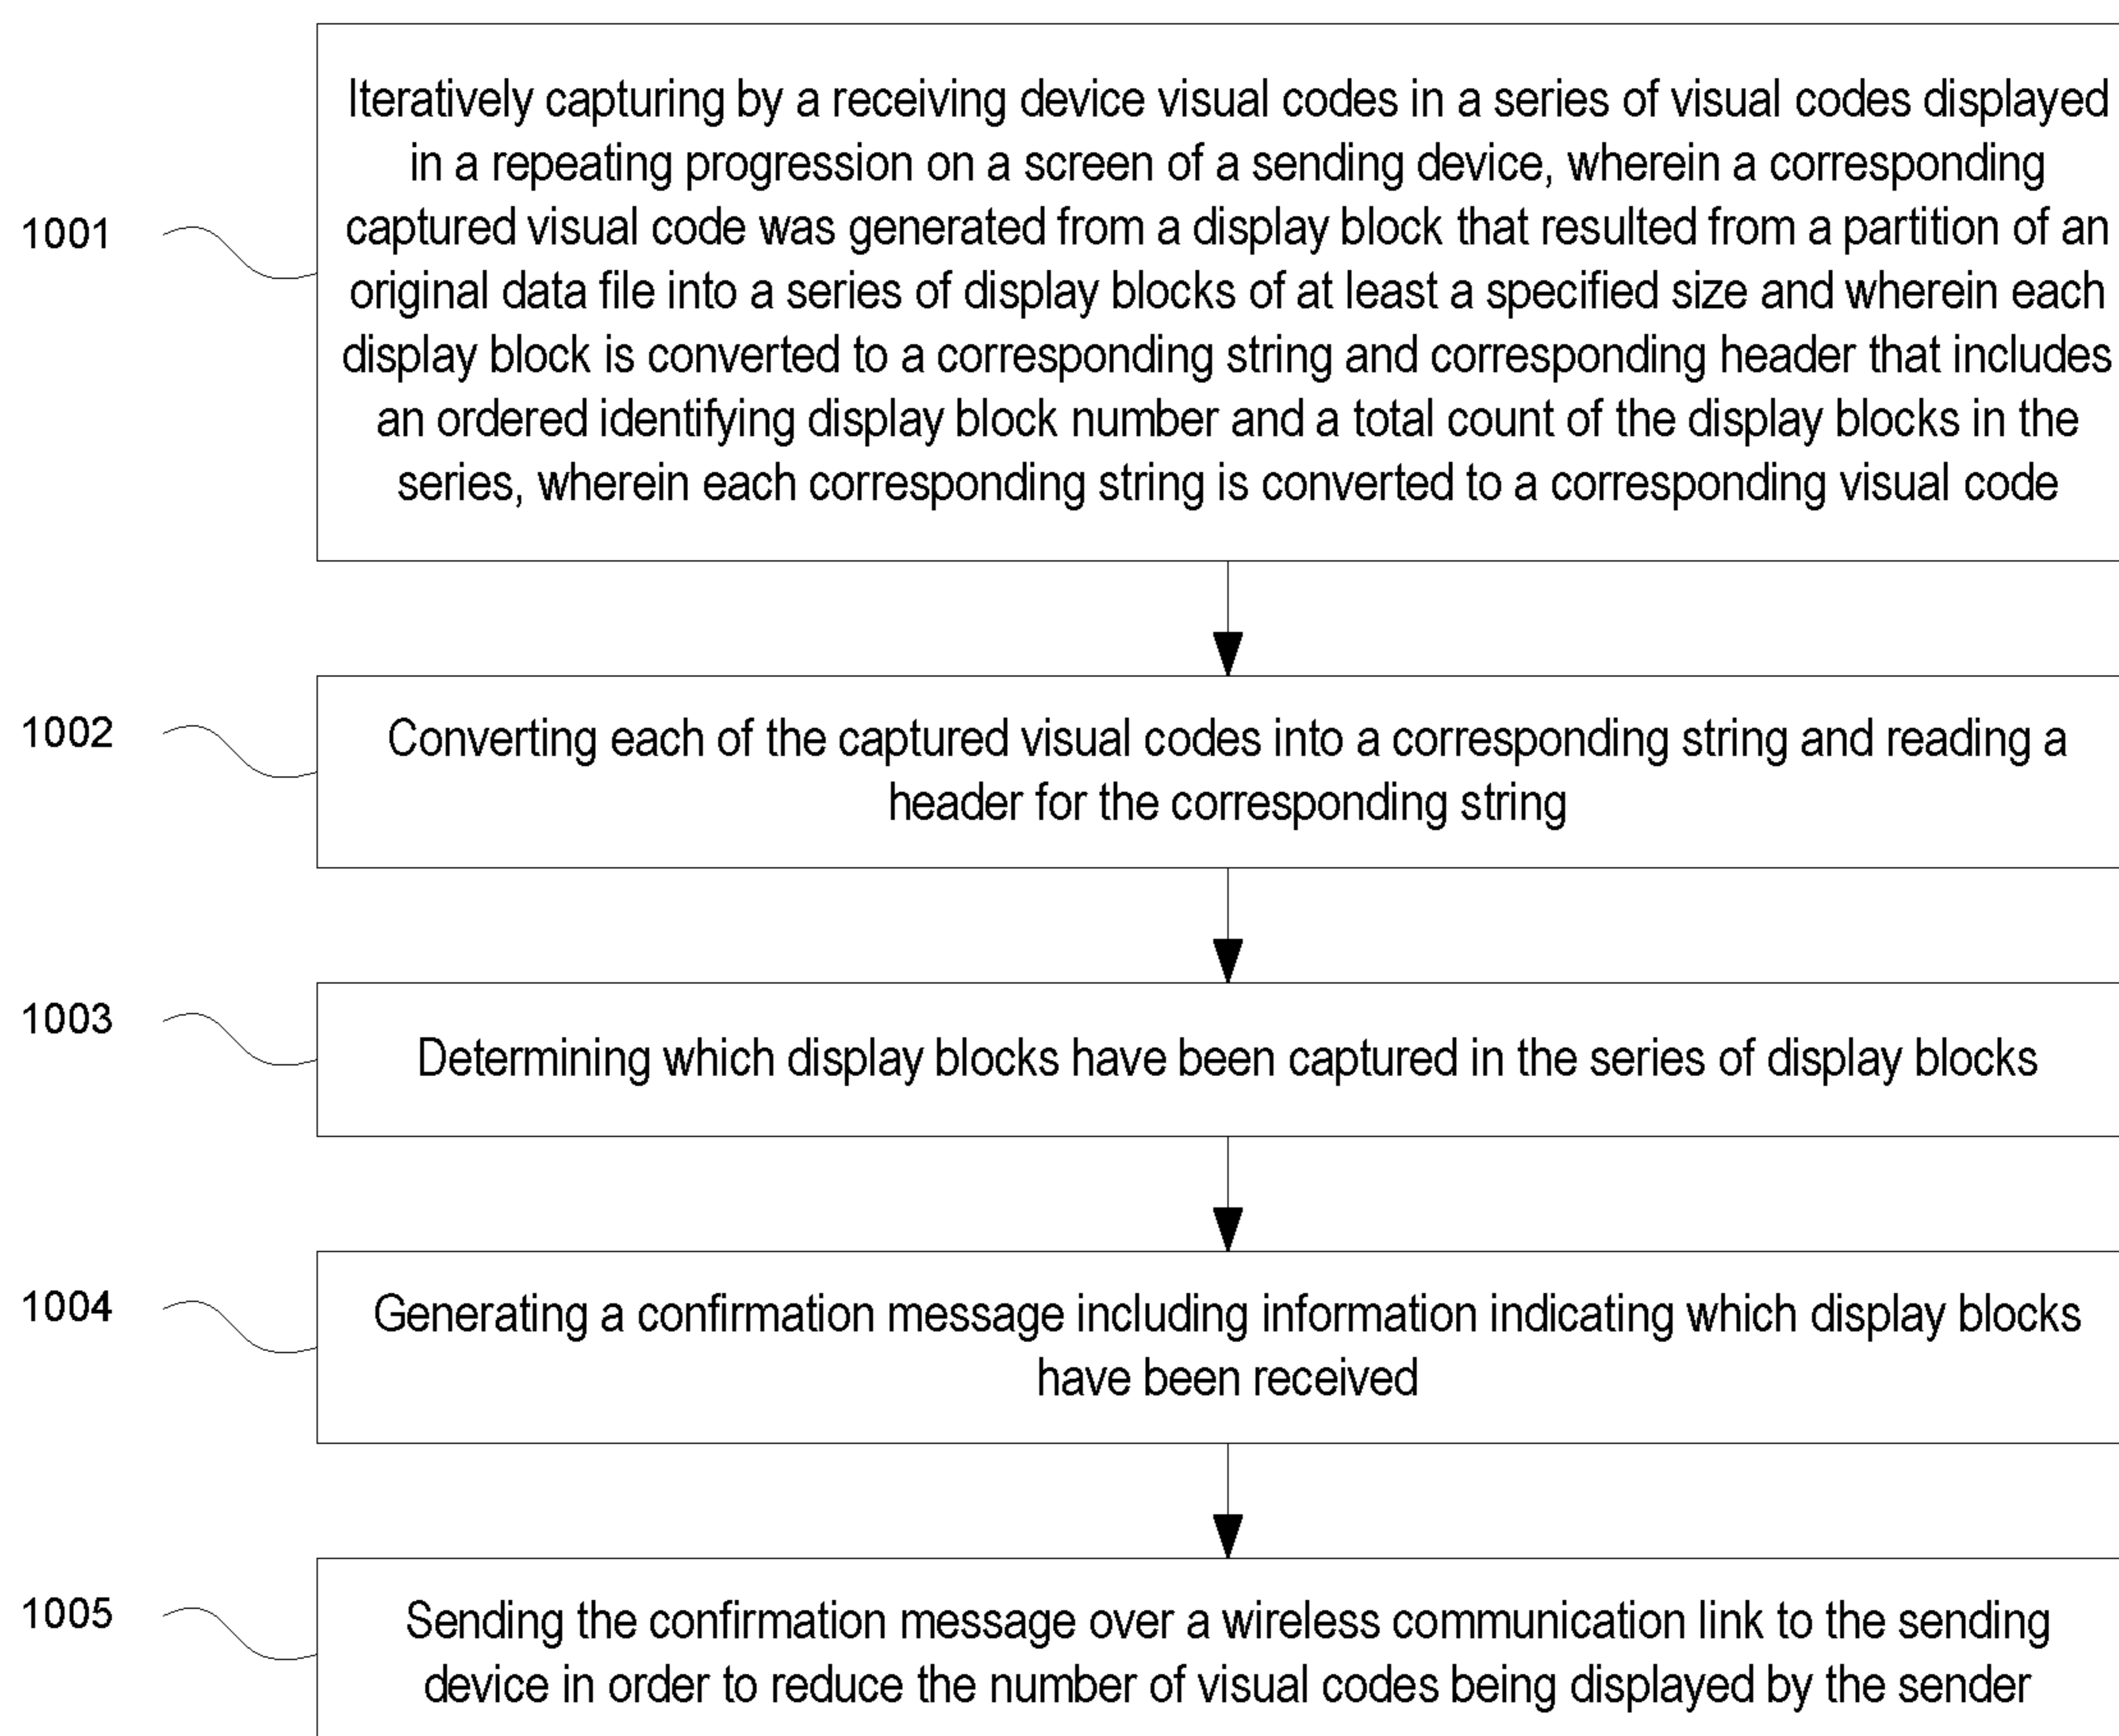 Iteratively capturing by a receiving device visual codes in a series of visual codes displayed
in a repeating progression on a screen of a sending device, wherein a corresponding
1001
captured visual code was generated from a display block that resulted from a partition of an
original data file into a series of display blocks of at least a specified size and wherein each
display block is converted to a corresponding string and corresponding header that includes
an ordered identifying display block number and a total count of the display blocks in the
series, wherein each corresponding string is converted to a corresponding visual code
1002
Converting each of the captured visual codes into a corresponding string and reading a
header for the corresponding string
1003
Determining which display blocks have been captured in the series of display blocks
1004
Generating a confirmation message including information indicating which display blocks
have been received
1005
Sending the confirmation message over a wireless communication link to the sending
device in order to reduce the number of visual codes being displayed by the sender